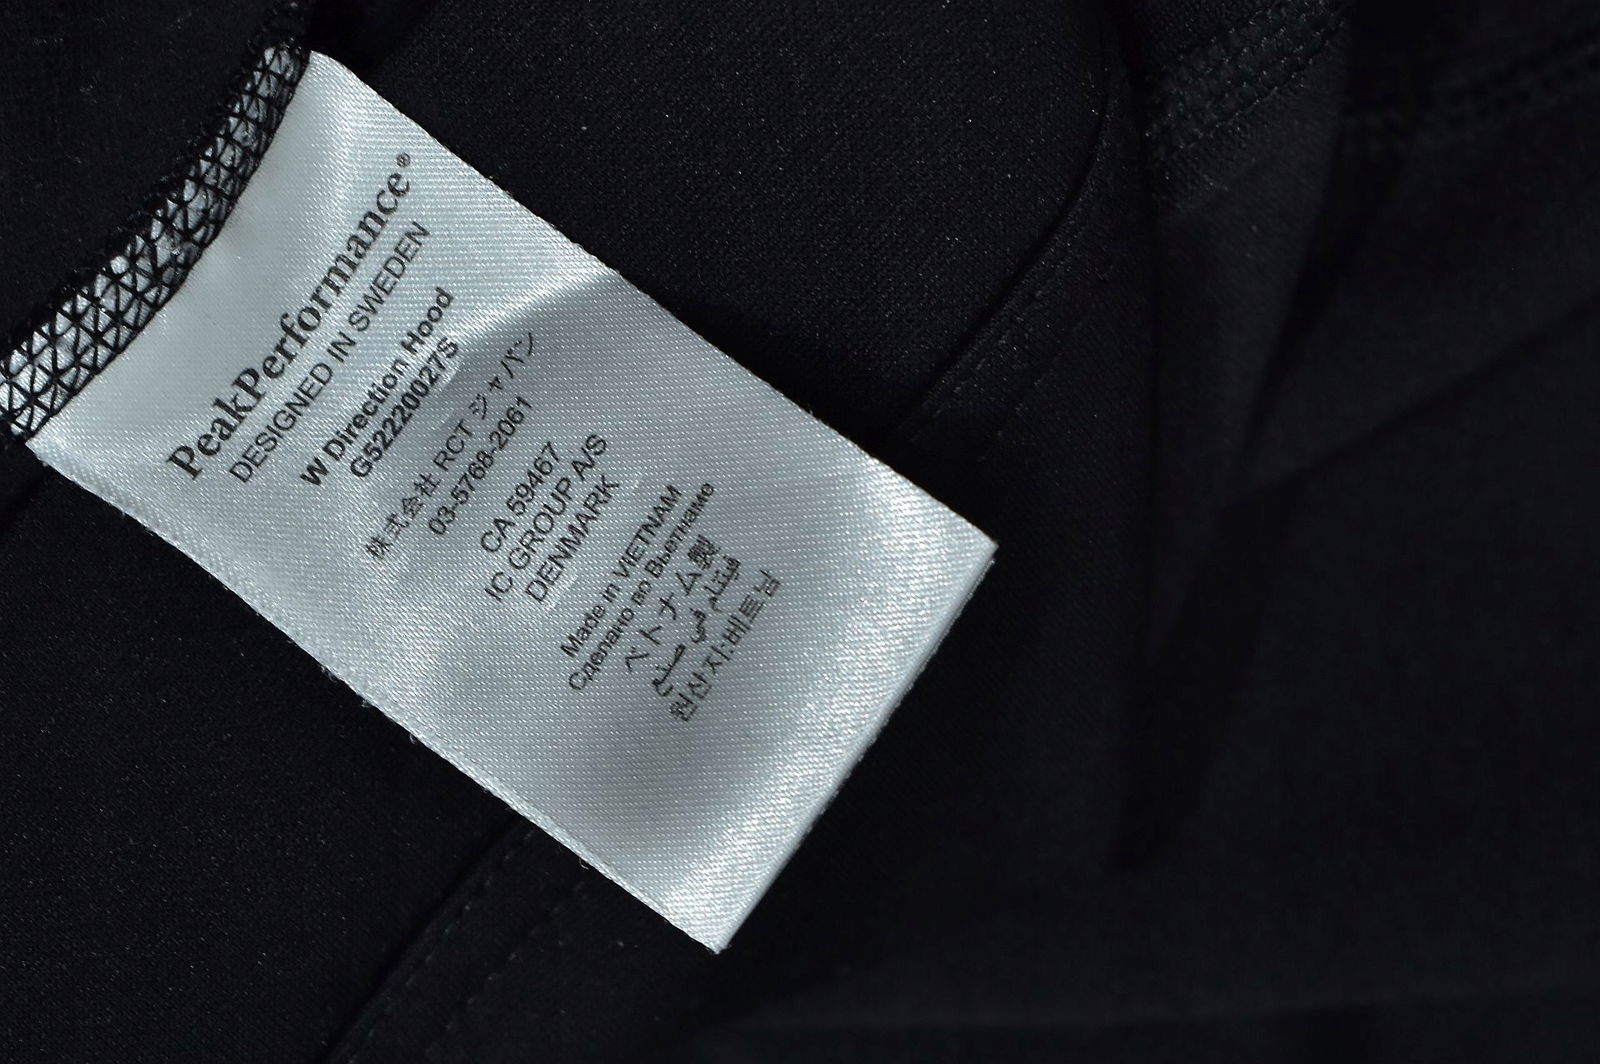 PeakPerformance®
DESIGNED IN SWEDEN
W Direction Hood
G52220027S
株式会社 RCT ジャパン
03-5768-2061
CA 59467
IC GROUP A/S
DENMARK
Made in VIETNAM
Сделано во Вьетнаме
ベトナム製
فيتنام في صنع
원산지:베트남